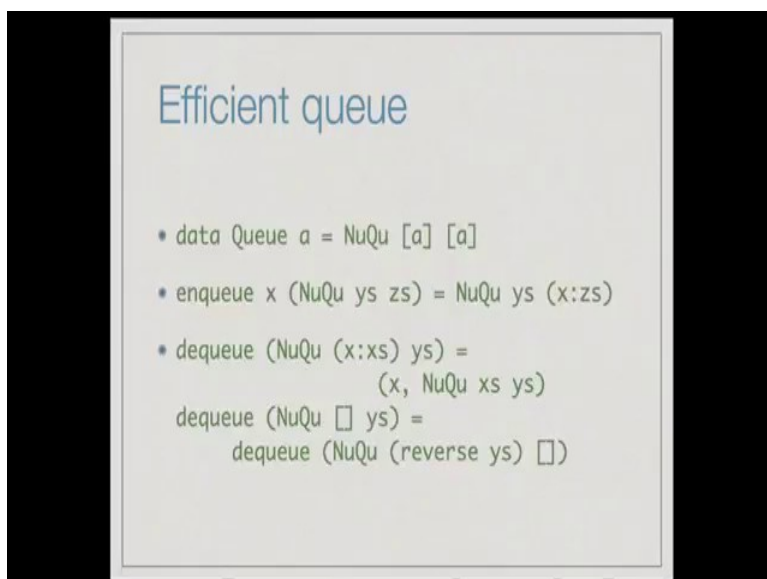 Efficient queue
• data Queue a = NuQu [a] [a]
• enqueue x (NuQu ys zs) = NuQu ys (x:zs)
• dequeue (NuQu (x:xs) ys) =
(x, NuQu xs ys)
dequeue (NuQu [] ys) =
dequeue (NuQu (reverse ys) [])